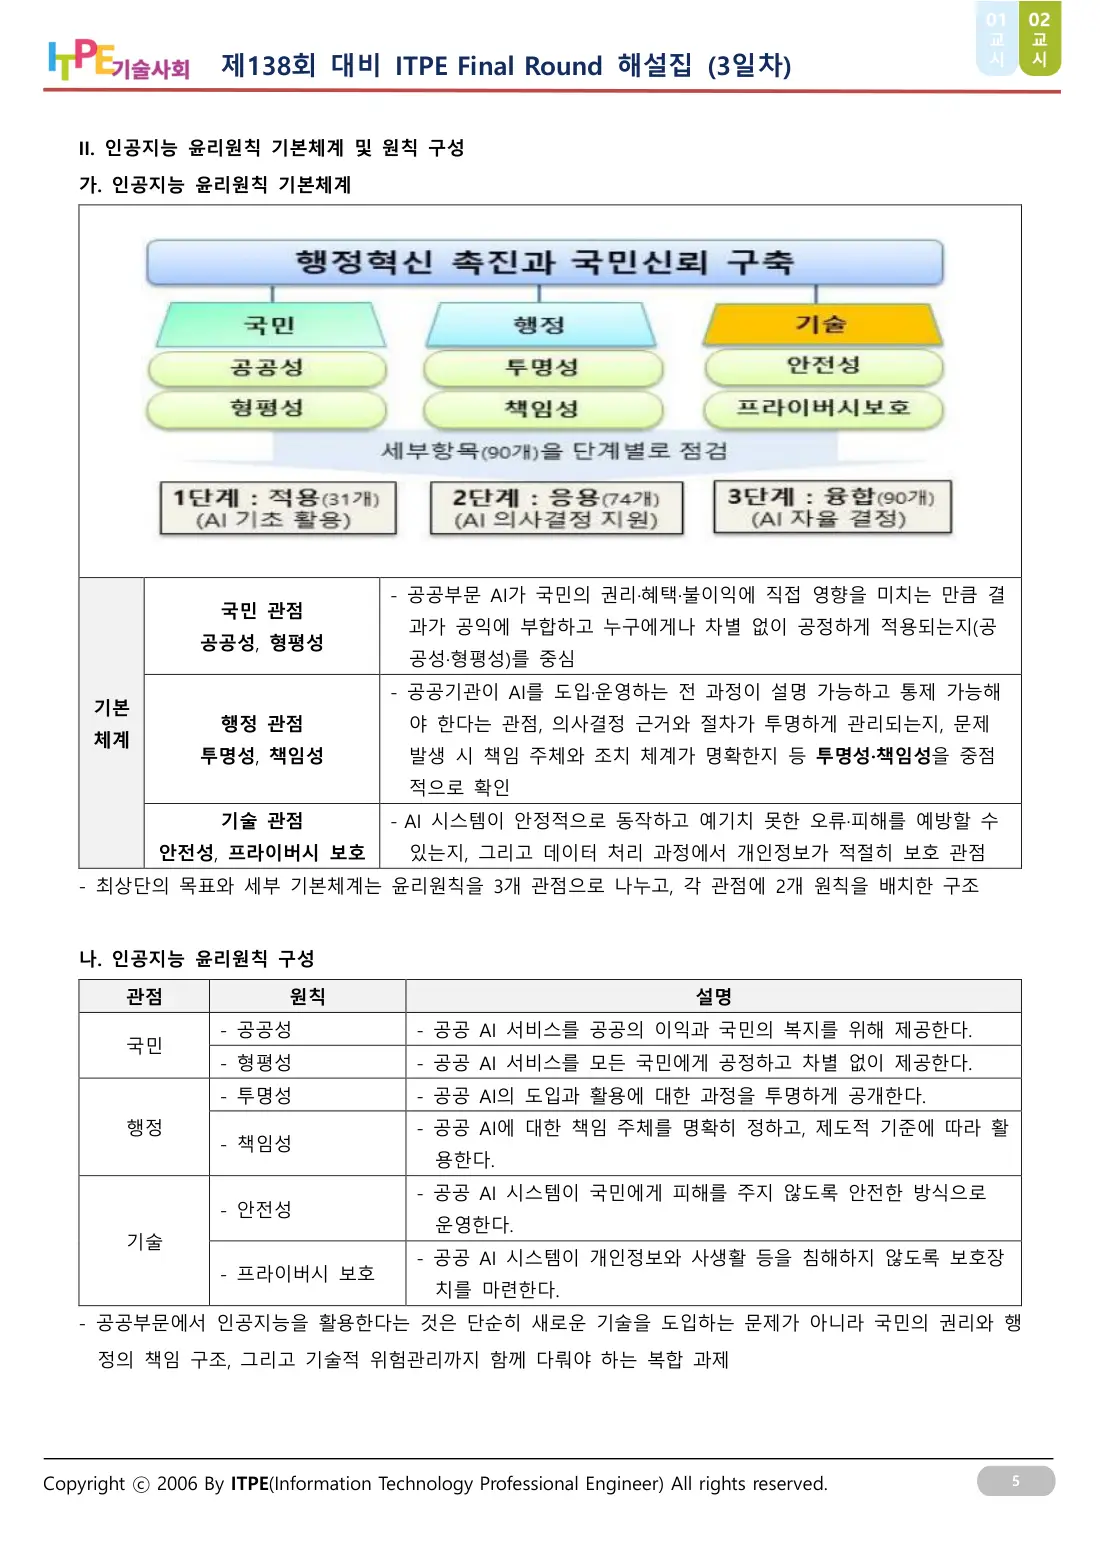 ITPE기술사회 제138회 대비 ITPE Final Round 해설집 (3일차)
01
교
시
02
교
시
II. 인공지능 윤리원칙 기본체계 및 원칙 구성
가. 인공지능 윤리원칙 기본체계
행정혁신 촉진과 국민신뢰 구축
국민 행정 기술
공공성 투명성 안전성
형평성 책임성 프라이버시보호
세부항목(90개)을 단계별로 점검
1단계 : 적용(31개) 2단계 : 응용(74개) 3단계 : 융합(90개)
(AI 기초 활용) (AI 의사결정 지원) (AI 자율 결정)
기본
체계
국민 관점
공공성, 형평성
- 공공부문 AI가 국민의 권리·혜택·불이익에 직접 영향을 미치는 만큼 결
과가 공익에 부합하고 누구에게나 차별 없이 공정하게 적용되는지(공
공성·형평성)를 중심
행정 관점
투명성, 책임성
- 공공기관이 AI를 도입·운영하는 전 과정이 설명 가능하고 통제 가능해
야 한다는 관점, 의사결정 근거와 절차가 투명하게 관리되는지, 문제
발생 시 책임 주체와 조치 체계가 명확한지 등 투명성·책임성을 중점
적으로 확인
기술 관점
안전성, 프라이버시 보호
- AI 시스템이 안정적으로 동작하고 예기치 못한 오류·피해를 예방할 수
있는지, 그리고 데이터 처리 과정에서 개인정보가 적절히 보호 관점
- 최상단의 목표와 세부 기본체계는 윤리원칙을 3개 관점으로 나누고, 각 관점에 2개 원칙을 배치한 구조
나. 인공지능 윤리원칙 구성
관점 원칙 설명
국민
- 공공성 - 공공 AI 서비스를 공공의 이익과 국민의 복지를 위해 제공한다.
- 형평성 - 공공 AI 서비스를 모든 국민에게 공정하고 차별 없이 제공한다.
행정
- 투명성 - 공공 AI의 도입과 활용에 대한 과정을 투명하게 공개한다.
- 책임성 - 공공 AI에 대한 책임 주체를 명확히 정하고, 제도적 기준에 따라 활
용한다.
기술
- 안전성 - 공공 AI 시스템이 국민에게 피해를 주지 않도록 안전한 방식으로
운영한다.
- 프라이버시 보호 - 공공 AI 시스템이 개인정보와 사생활 등을 침해하지 않도록 보호장
치를 마련한다.
- 공공부문에서 인공지능을 활용한다는 것은 단순히 새로운 기술을 도입하는 문제가 아니라 국민의 권리와 행
정의 책임 구조, 그리고 기술적 위험관리까지 함께 다뤄야 하는 복합 과제
Copyright ⓒ 2006 By ITPE(Information Technology Professional Engineer) All rights reserved. 5